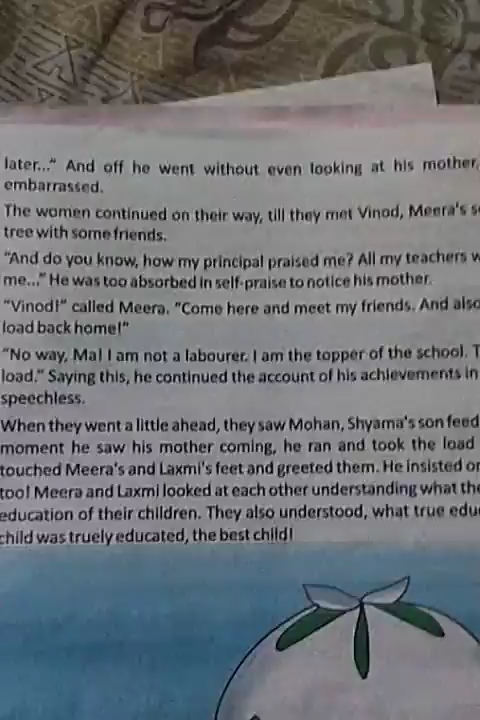 later..." And off he went without even looking at his mother,
embarrassed.
The women continued on their way, till they met Vinod, Meera's
tree with some friends.
"And do you know, how my principal praised me? All my teachers
me..." He was too absorbed in self-praise to notice his mother.
"Vinod!" called Meera. "Come here and meet my friends. And also
load back home!"
"No way, Ma! I am not a labourer. I am the topper of the school.
load." Saying this, he continued the account of his achievements in
speechless.
When they went a little ahead, they saw Mohan, Shyama's son feed
moment he saw his mother coming, he ran and took the load
touched Meera's and Laxmi's feet and greeted them. He insisted
too! Meera and Laxmi looked at each other understanding what
education of their children. They also understood, what true
child was truely educated, the best child!